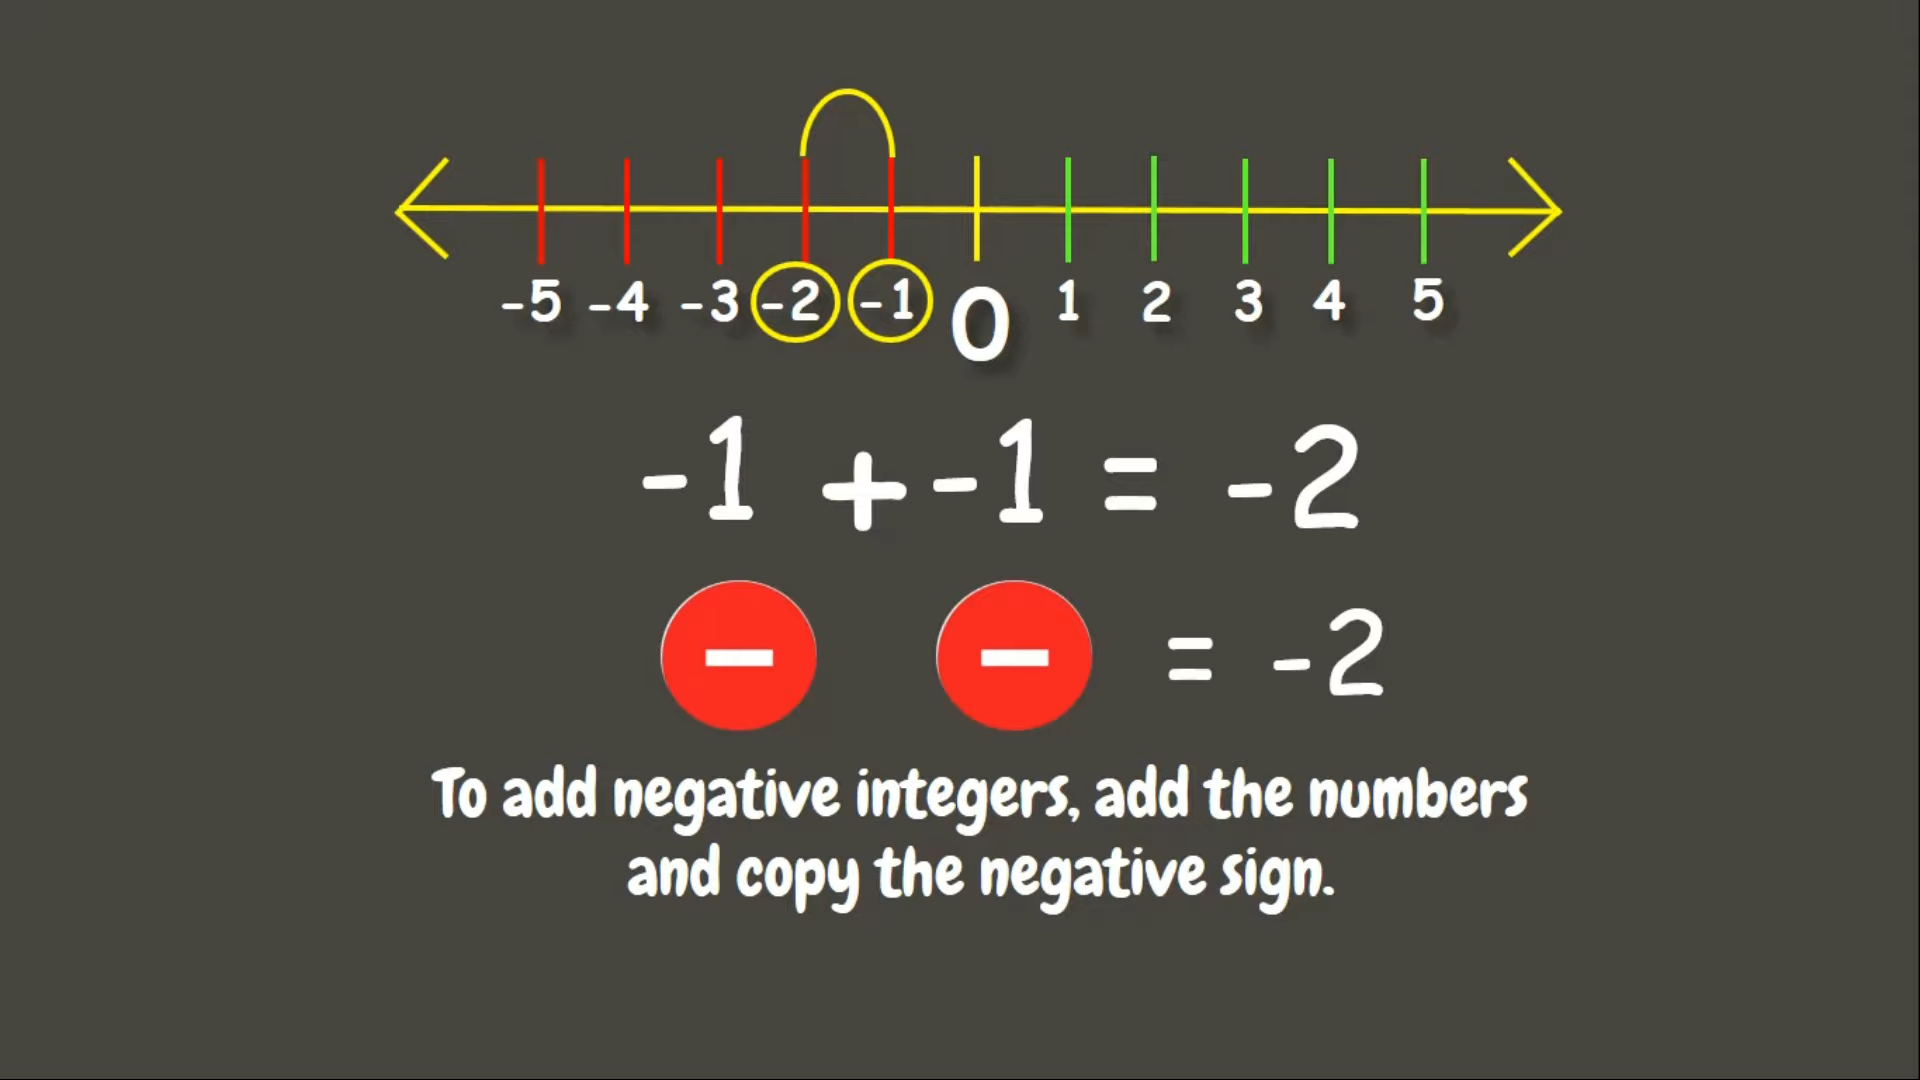 -5 -4 -3 -2 -1 0 1 2 3 4 5
-1 + -1 = -2
- - = -2
To add negative integers, add the numbers
and copy the negative sign.